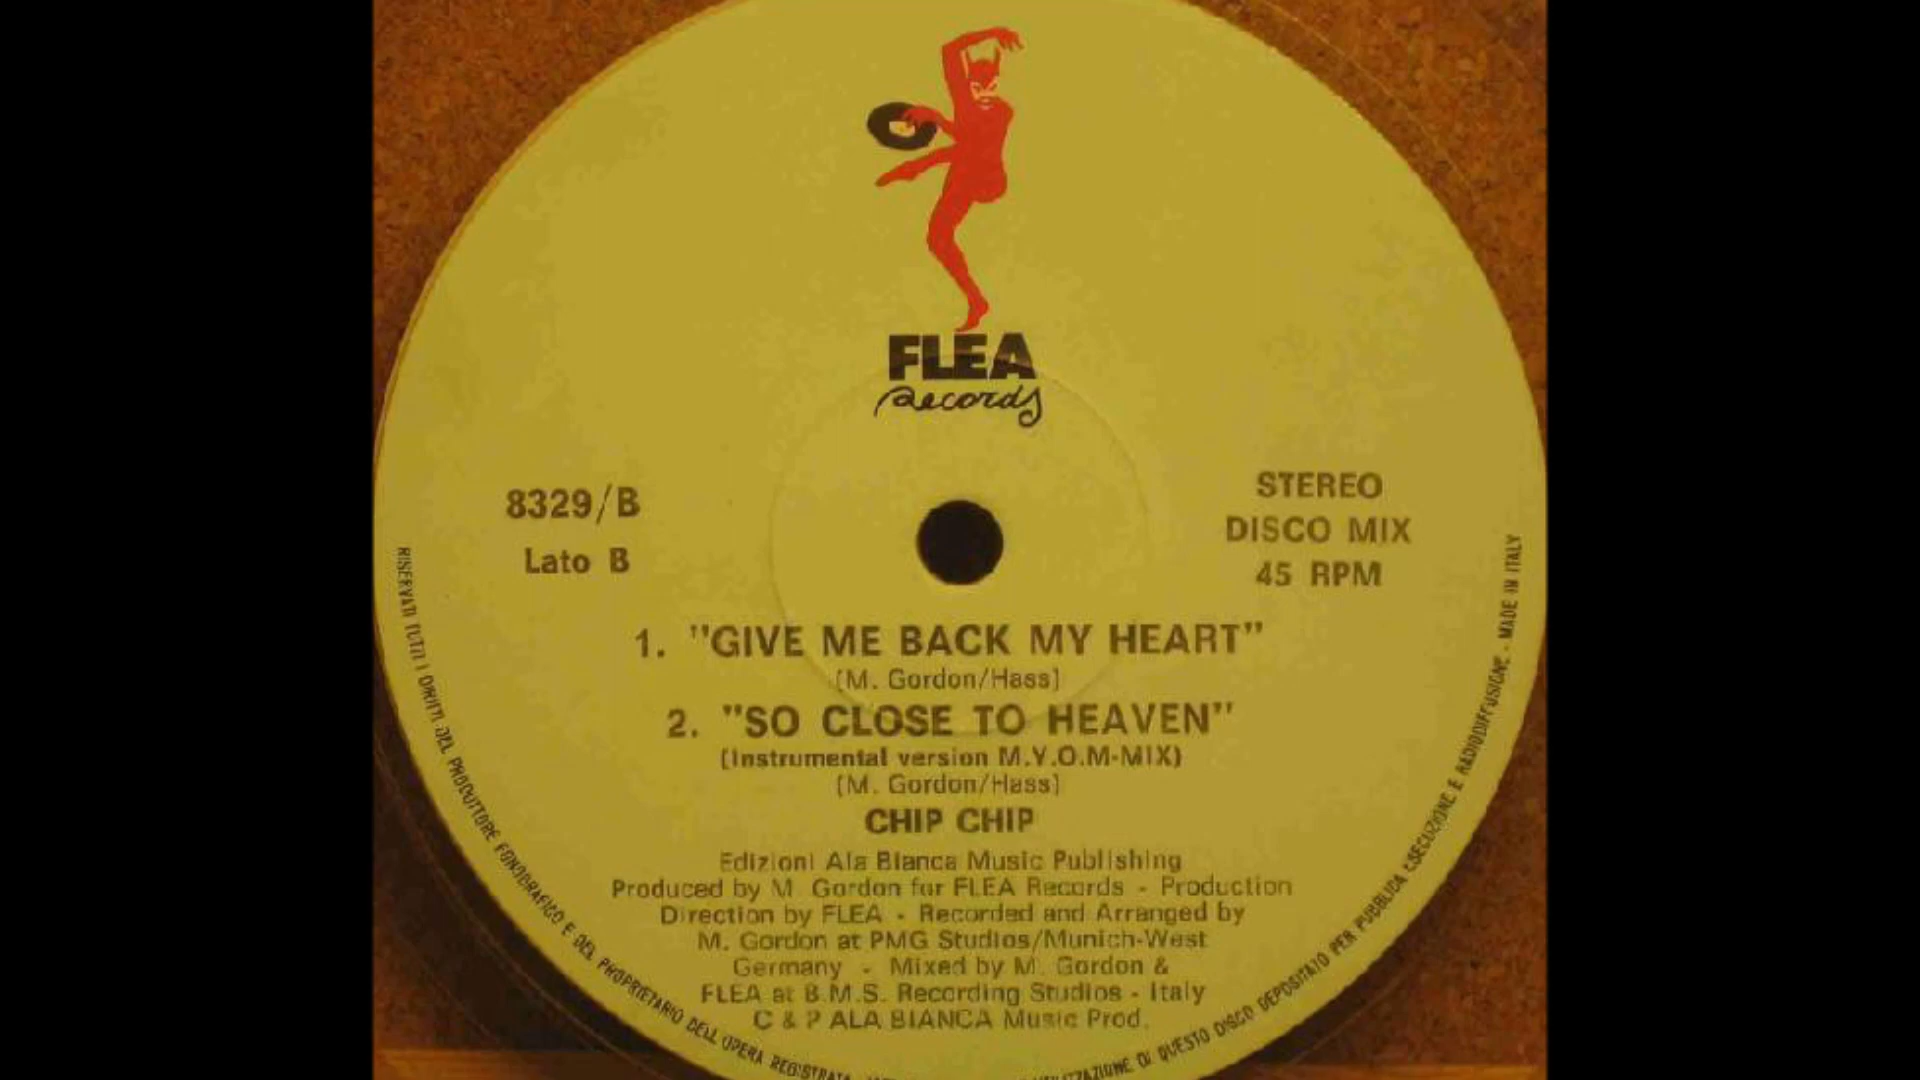 FLEA
Records
8329/B
Lato B
STEREO
DISCO MIX
45 RPM
1. "GIVE ME BACK MY HEART"
(M. Gordon/Hass)
2. "SO CLOSE TO HEAVEN"
(Instrumental version M.Y.O.M-MIX)
(M. Gordon/Hass)
CHIP CHIP
Edizioni Ala Bianca Music Publishing
Produced by M. Gordon for FLEA Records - Production
Direction by FLEA - Recorded and Arranged by
M. Gordon at PMG Studios/Munich-West
Germany - Mixed by M. Gordon &
FLEA at B.M.S. Recording Studios - Italy
C & P ALA BIANCA Music Prod.
RISERVATI TUTTI I DIRITTI DEL PRODUTTORE FONOGRAFICO E DEL PROPRIETARIO DELL'OPERA REGISTRATA DI QUESTO DISCO DEPOSITATO PER PUBBLICA ESECUZIONE E RADIODIFFUSIONE - MADE IN ITALY